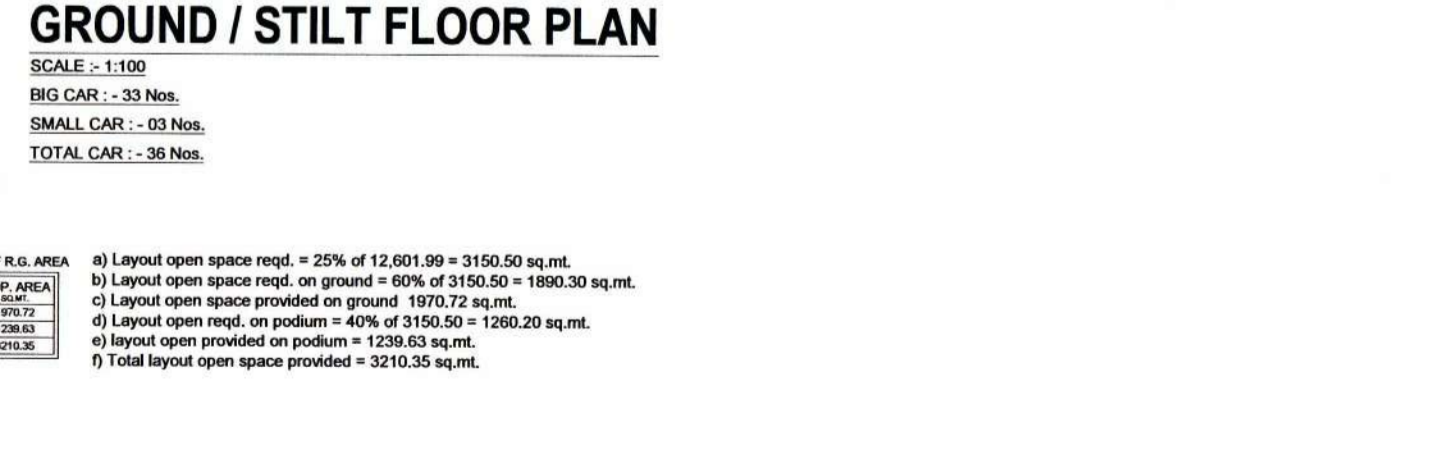 GROUND / STILT FLOOR PLAN
SCALE :- 1:100
BIG CAR : - 33 Nos.
SMALL CAR : - 03 Nos.
TOTAL CAR : - 36 Nos.
R.G. AREA
P. AREA
SQ.MT.
970.72
239.63
210.35
a) Layout open space reqd. = 25% of 12,601.99 = 3150.50 sq.mt.
b) Layout open space reqd. on ground = 60% of 3150.50 = 1890.30 sq.mt.
c) Layout open space provided on ground 1970.72 sq.mt.
d) Layout open reqd. on podium = 40% of 3150.50 = 1260.20 sq.mt.
e) layout open provided on podium = 1239.63 sq.mt.
f) Total layout open space provided = 3210.35 sq.mt.